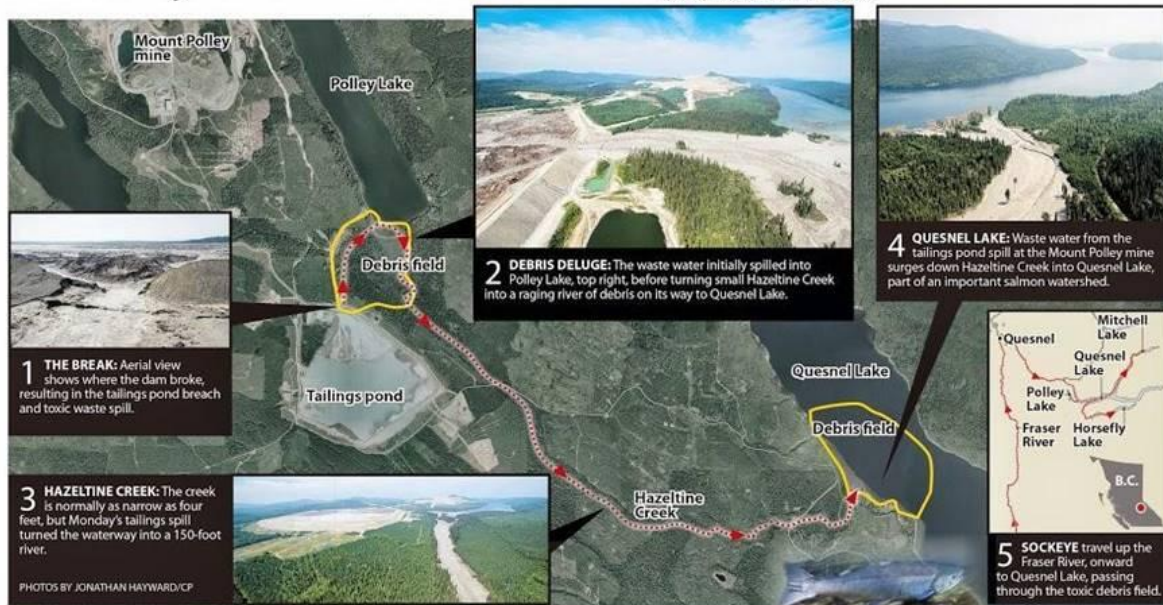 Mount Polley
mine
Polley Lake
Debris field
Tailings pond
1 THE BREAK: Aerial view
shows where the dam broke,
resulting in the tailings pond breach
and toxic waste spill.
2 DEBRIS DELUGE: The waste water initially spilled into
Polley Lake, top right, before turning small Hazeltine Creek
into a raging river of debris on its way to Quesnel Lake.
3 HAZELTINE CREEK: The creek
is normally as narrow as four
feet, but Monday's tailings spill
turned the waterway into a 150-foot
river.
PHOTOS BY JONATHAN HAYWARD/CP
Hazeltine
Creek
Quesnel Lake
Debris field
4 QUESNEL LAKE: Waste water from the
tailings pond spill at the Mount Polley mine
surges down Hazeltine Creek into Quesnel Lake,
part of an important salmon watershed.
Quesnel
Mitchell
Lake
Quesnel
Lake
Polley
Lake
Fraser
River
Horsefly
Lake
B.C.
5 SOCKEYE travel up the
Fraser River, onward
to Quesnel Lake, passing
through the toxic debris field.